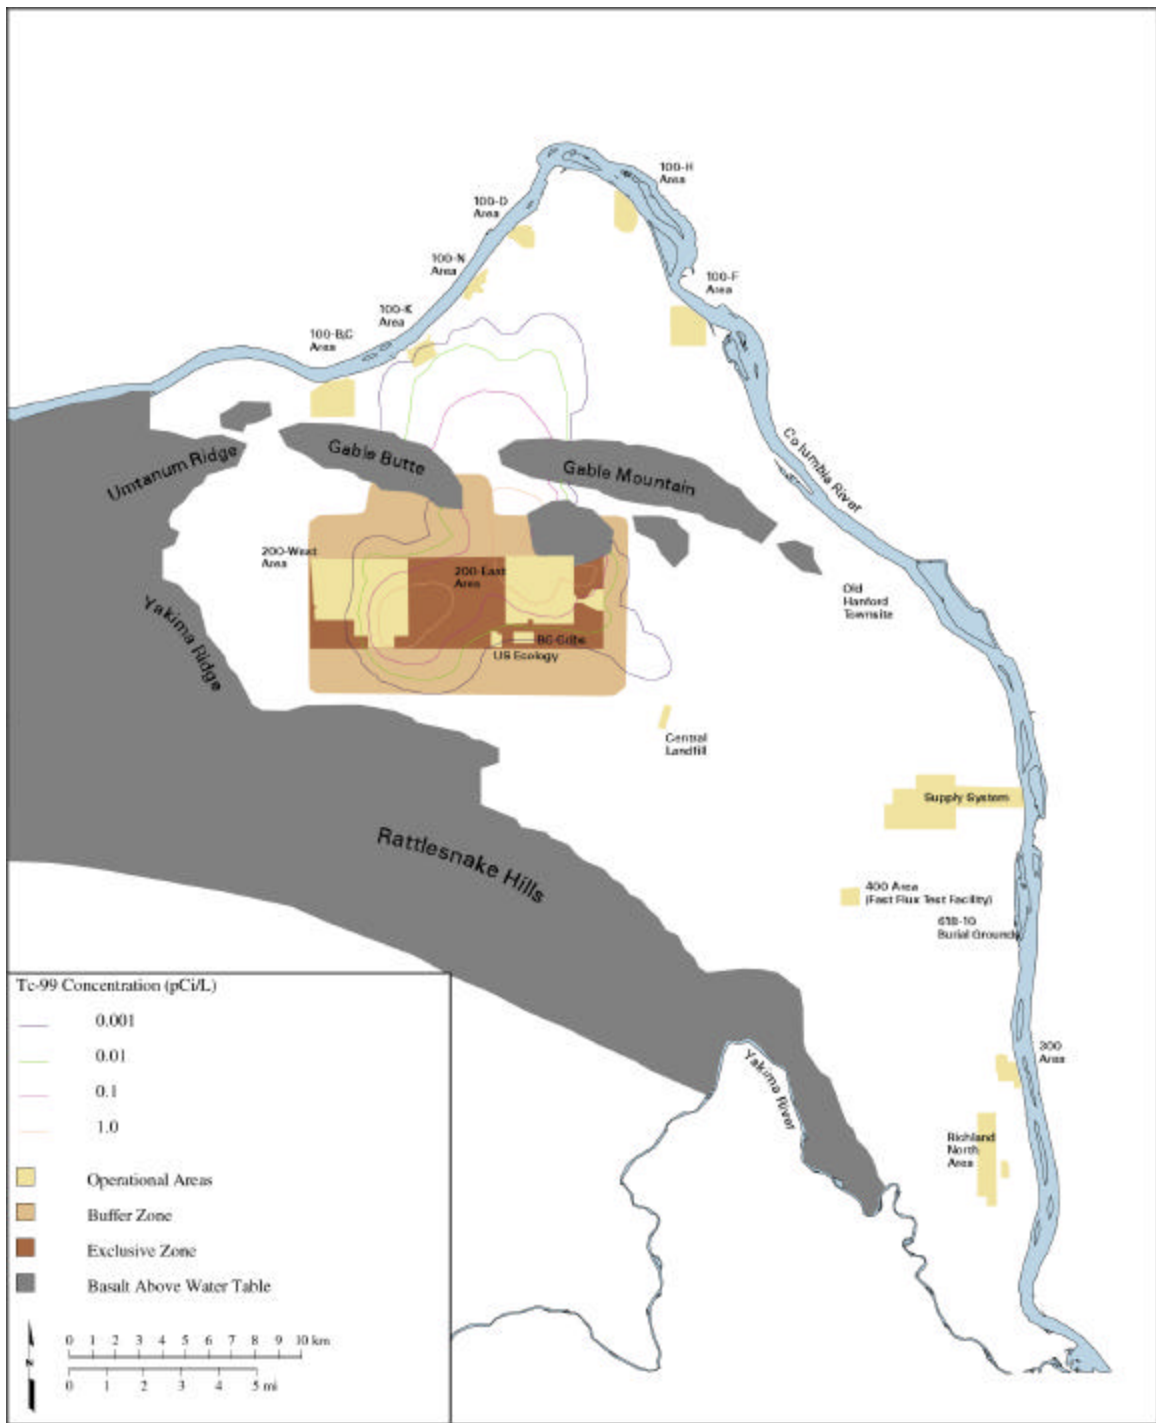 100-H
Area
100-D
Area
100-N
Area
100-F
Area
100-K
Area
100-B,C
Area
Columbia River
Gable Butte
Umtanum Ridge
Gable Mountain
200-West
Area
200-East
Area
Old
Hanford
Townsite
Yakima Ridge
BC Cribs
US Ecology
Central
Landfill
Supply System
Rattlesnake Hills
400 Area
(Fast Flux Test Facility)
618-10
Burial Grounds
300
Area
Yakima River
Richland
North
Area
Tc-99 Concentration (pCi/L)
0.001
0.01
0.1
1.0
Operational Areas
Buffer Zone
Exclusive Zone
Basalt Above Water Table
N
0 1 2 3 4 5 6 7 8 9 10 km
0 1 2 3 4 5 mi